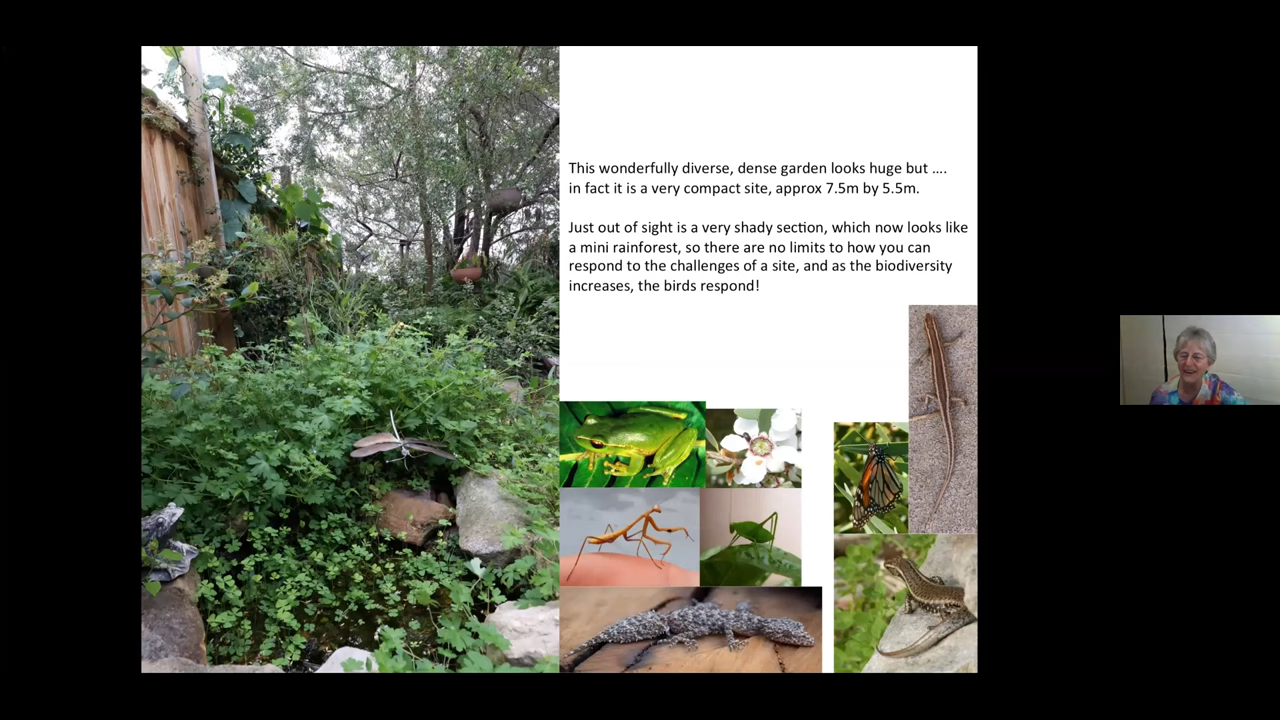 This wonderfully diverse, dense garden looks huge but ....
in fact it is a very compact site, approx 7.5m by 5.5m.
Just out of sight is a very shady section, which now looks like
a mini rainforest, so there are no limits to how you can
respond to the challenges of a site, and as the biodiversity
increases, the birds respond!